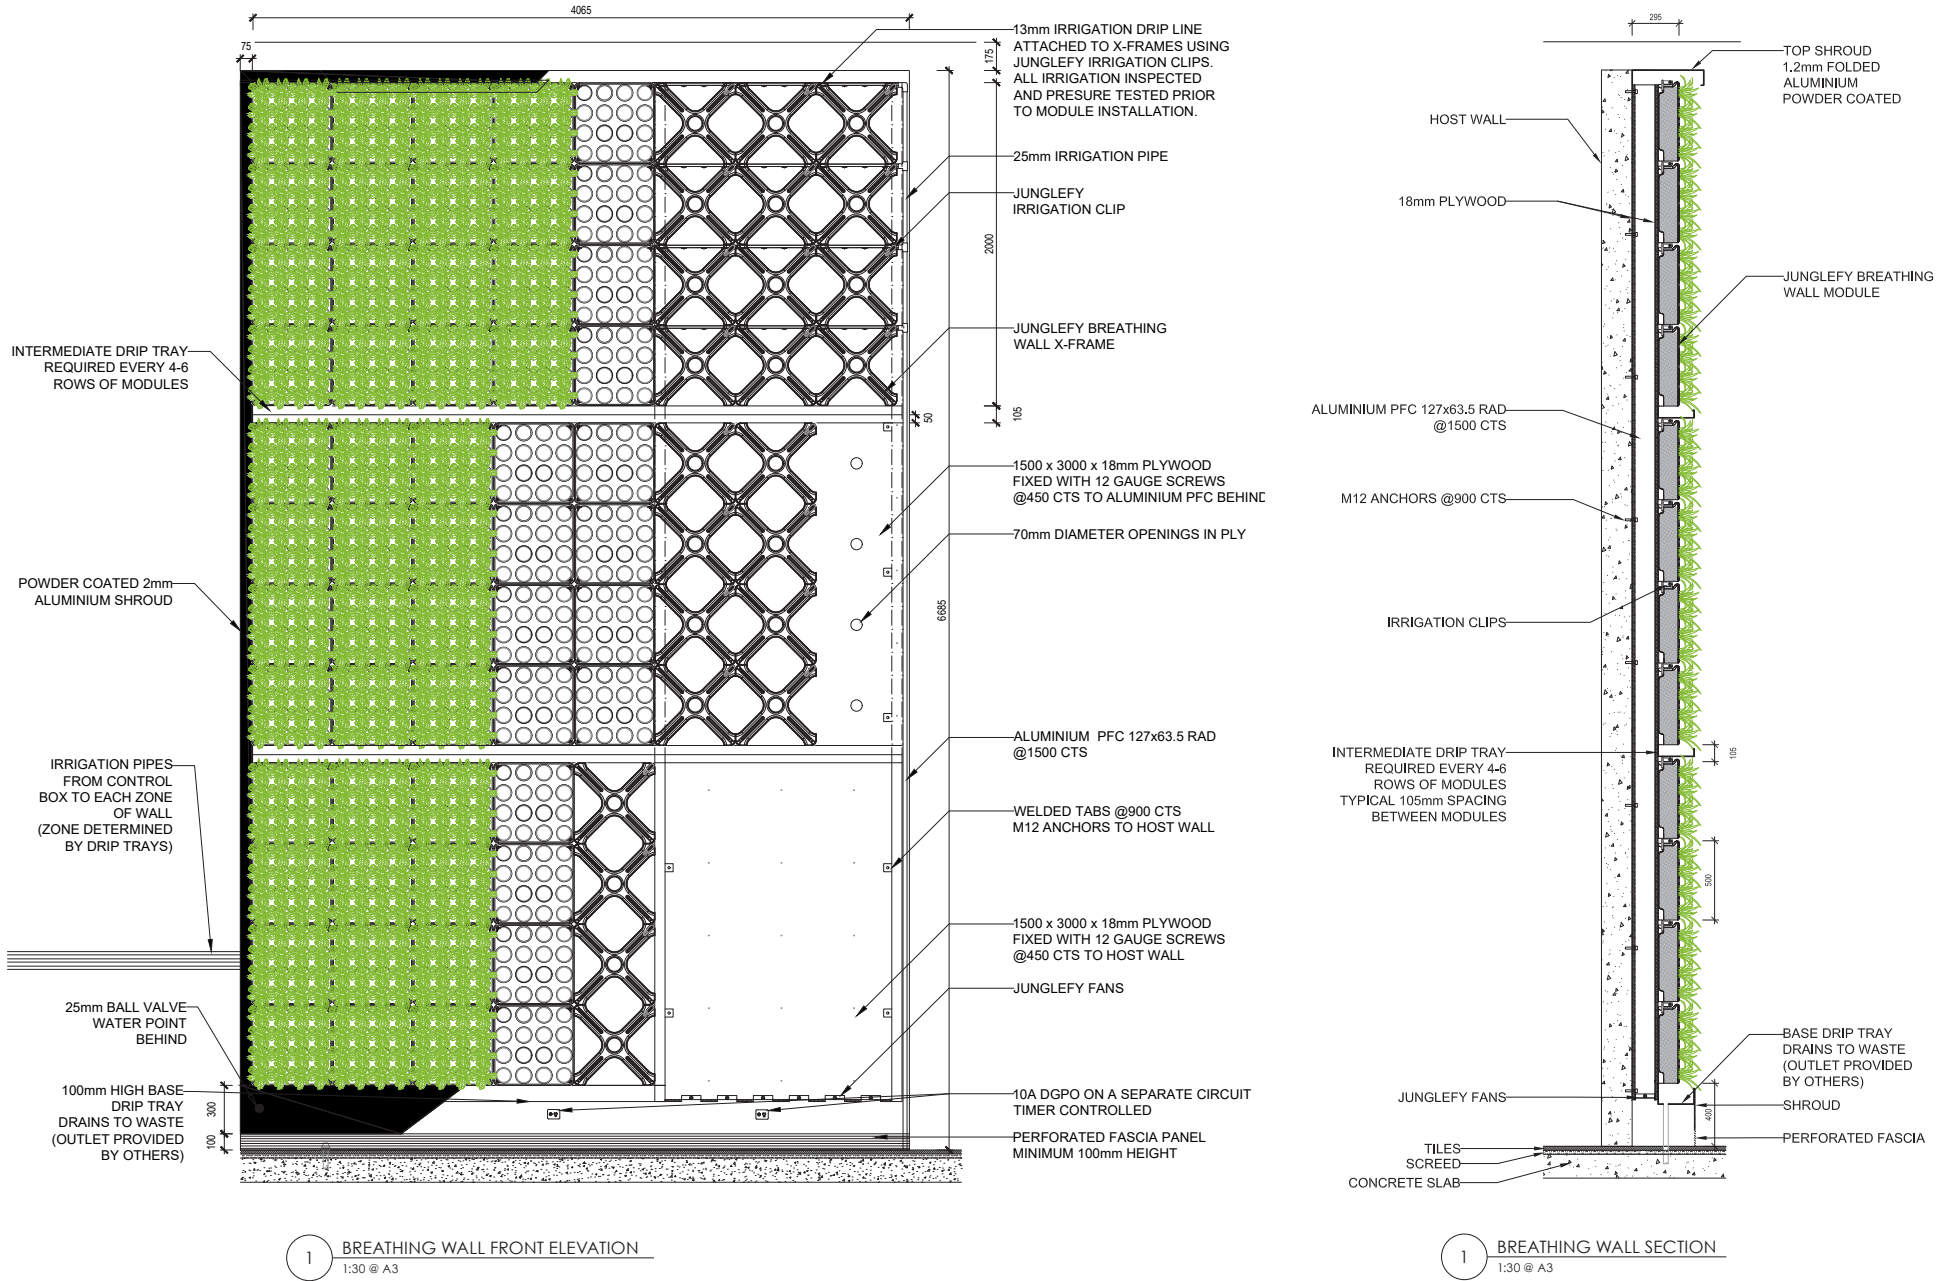 4065
75
175
13mm IRRIGATION DRIP LINE
ATTACHED TO X-FRAMES USING
JUNGLEFY IRRIGATION CLIPS.
ALL IRRIGATION INSPECTED
AND PRESURE TESTED PRIOR
TO MODULE INSTALLATION.
25mm IRRIGATION PIPE
JUNGLEFY
IRRIGATION CLIP
2000
JUNGLEFY BREATHING
WALL X-FRAME
INTERMEDIATE DRIP TRAY
REQUIRED EVERY 4-6
ROWS OF MODULES
50
105
1500 x 3000 x 18mm PLYWOOD
FIXED WITH 12 GAUGE SCREWS
@450 CTS TO ALUMINIUM PFC BEHIND
70mm DIAMETER OPENINGS IN PLY
POWDER COATED 2mm
ALUMINIUM SHROUD
6685
ALUMINIUM PFC 127x63.5 RAD
@1500 CTS
IRRIGATION PIPES
FROM CONTROL
BOX TO EACH ZONE
OF WALL
(ZONE DETERMINED
BY DRIP TRAYS)
WELDED TABS @900 CTS
M12 ANCHORS TO HOST WALL
1500 x 3000 x 18mm PLYWOOD
FIXED WITH 12 GAUGE SCREWS
@450 CTS TO HOST WALL
JUNGLEFY FANS
25mm BALL VALVE
WATER POINT
BEHIND
100mm HIGH BASE
DRIP TRAY
DRAINS TO WASTE
(OUTLET PROVIDED
BY OTHERS)
300
100
10A DGPO ON A SEPARATE CIRCUIT
TIMER CONTROLLED
PERFORATED FASCIA PANEL
MINIMUM 100mm HEIGHT
1
BREATHING WALL FRONT ELEVATION
1:30 @ A3
295
TOP SHROUD
1.2mm FOLDED
ALUMINIUM
POWDER COATED
HOST WALL
18mm PLYWOOD
JUNGLEFY BREATHING
WALL MODULE
ALUMINIUM PFC 127x63.5 RAD
@1500 CTS
M12 ANCHORS @900 CTS
IRRIGATION CLIPS
INTERMEDIATE DRIP TRAY
REQUIRED EVERY 4-6
ROWS OF MODULES
TYPICAL 105mm SPACING
BETWEEN MODULES
105
500
BASE DRIP TRAY
DRAINS TO WASTE
(OUTLET PROVIDED
BY OTHERS)
JUNGLEFY FANS
SHROUD
400
PERFORATED FASCIA
TILES
SCREED
CONCRETE SLAB
1
BREATHING WALL SECTION
1:30 @ A3